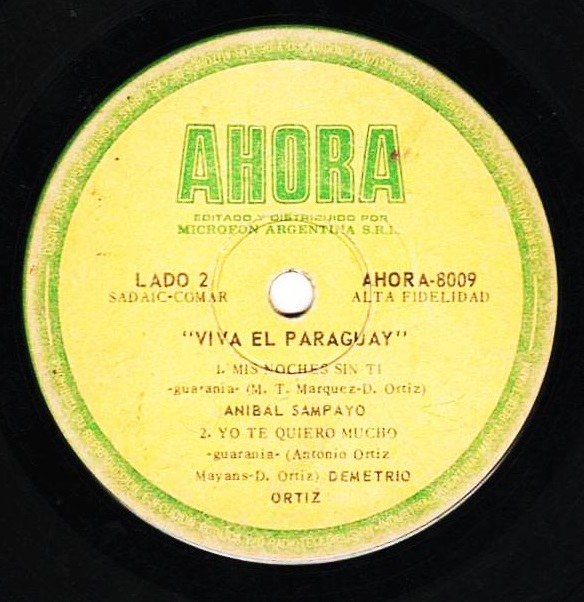 AHORA
EDITADO Y DISTRIBUIDO POR
MICROFON ARGENTINA S.R.L.
LADO 2
SADAIC-COMAR
AHORA-8009
ALTA FIDELIDAD
"VIVA EL PARAGUAY"
1. MIS NOCHES SIN TI
-guarania- (M. T. Marquez-D. Ortiz)
ANIBAL SAMPAYO
2. YO TE QUIERO MUCHO
-guarania- (Antonio Ortiz
Mayans-D. Ortiz) DEMETRIO
ORTIZ